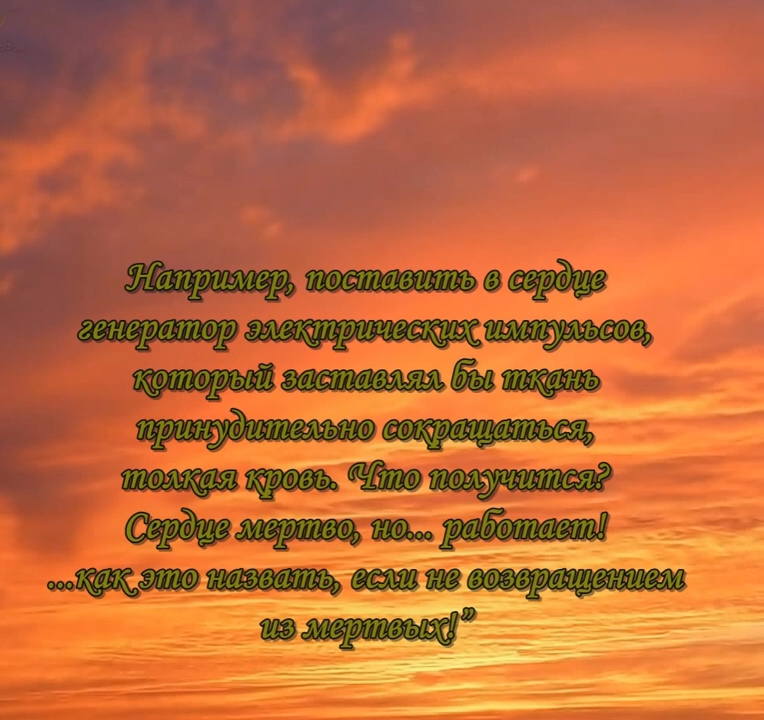 Например, поставить в сердце
генератор электрических импульсов,
который заставлял бы ткань
принудительно сокращаться,
толкая кровь. Что получится?
Сердце мертво, но... работает!
...как это назвать, если не возвращением
из мертвых!”